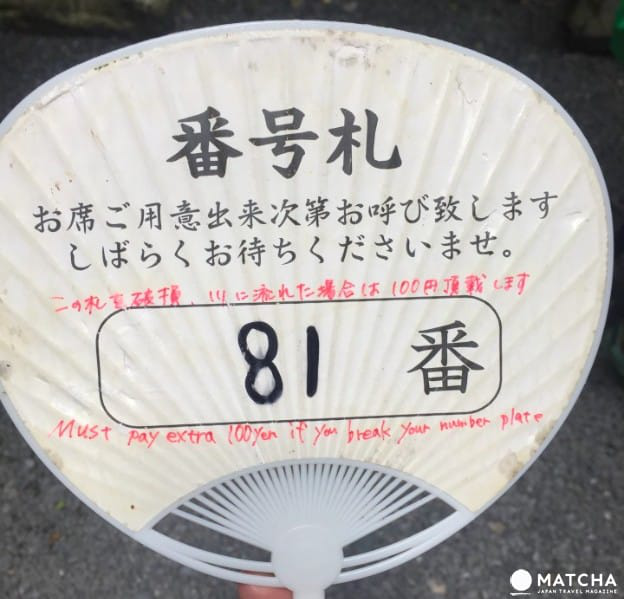 番号札
お席ご用意出来次第お呼び致します
しばらくお待ちくださいませ。
この札を破損、川に流れた場合は100円頂戴します
81 番
Must pay extra 100yen if you break your number plate
MATCHA
JAPAN TRAVEL MAGAZINE